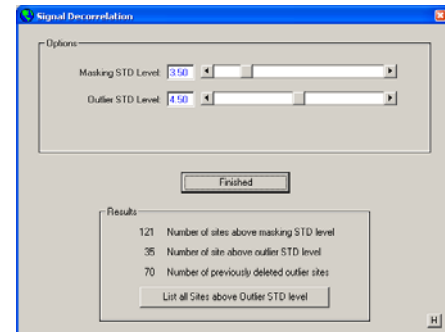 Signal Decorrelation
Options
Masking STD Level: 3.50
Outlier STD Level: 4.50
Finished
Results
121 Number of sites above masking STD level
35 Number of site above outlier STD level
70 Number of previously deleted outlier sites
List all Sites above Outlier STD level
H